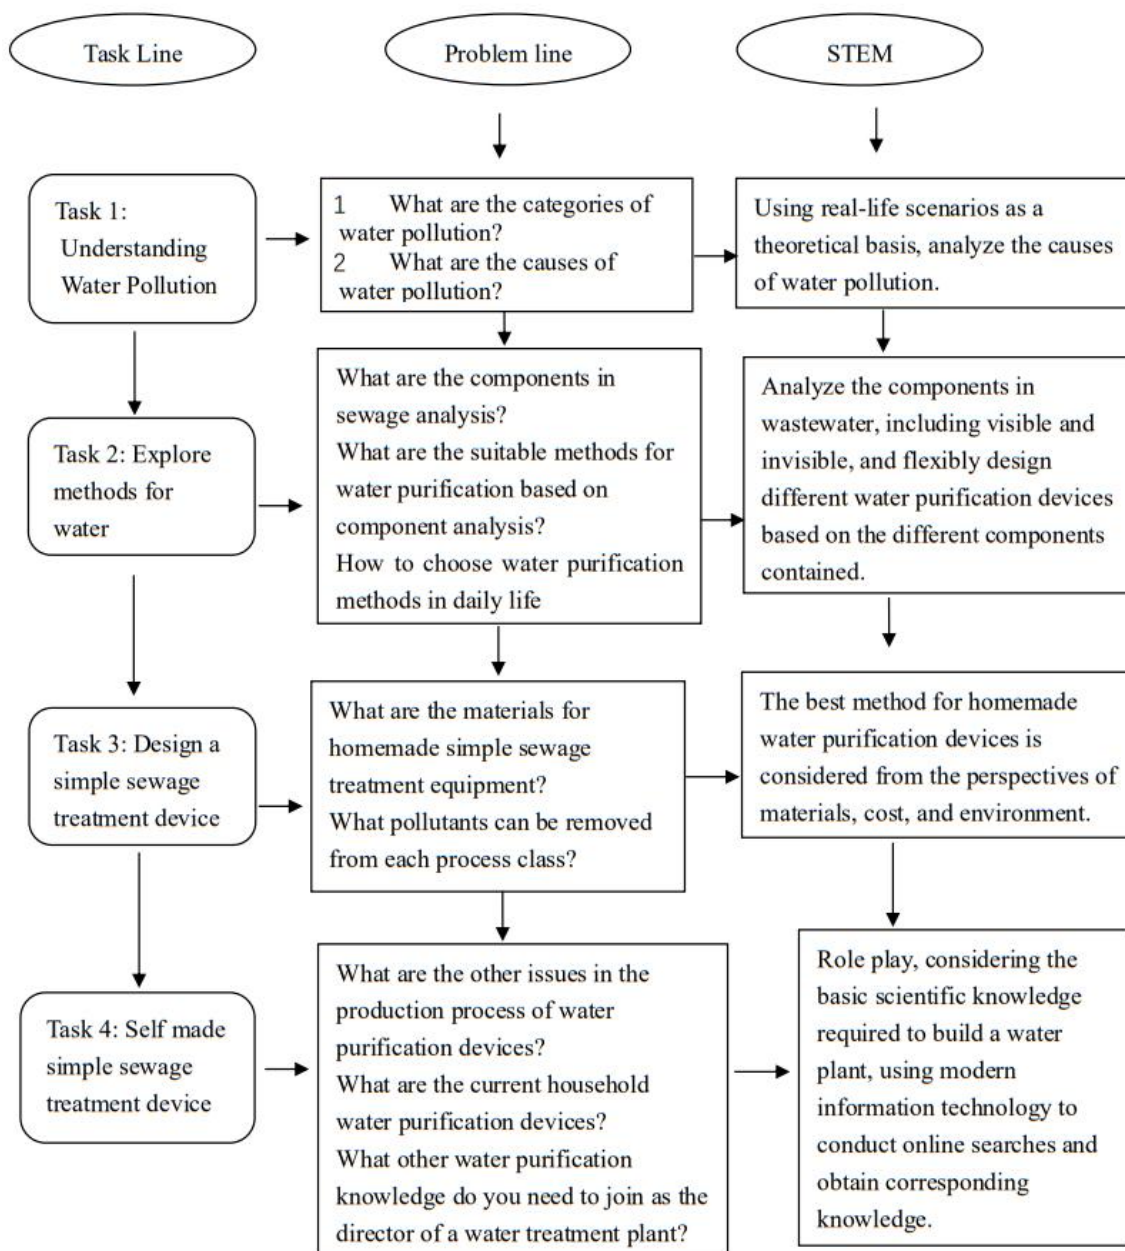 Task Line
Problem line
STEM
Task 1:
Understanding
Water Pollution
1 What are the categories of
water pollution?
2 What are the causes of
water pollution?
Using real-life scenarios as a
theoretical basis, analyze the causes
of water pollution.
Task 2: Explore
methods for
water
What are the components in
sewage analysis?
What are the suitable methods for
water purification based on
component analysis?
How to choose water purification
methods in daily life
Analyze the components in
wastewater, including visible and
invisible, and flexibly design
different water purification devices
based on the different components
contained.
Task 3: Design a
simple sewage
treatment device
What are the materials for
homemade simple sewage
treatment equipment?
What pollutants can be removed
from each process class?
The best method for homemade
water purification devices is
considered from the perspectives of
materials, cost, and environment.
Task 4: Self made
simple sewage
treatment device
What are the other issues in the
production process of water
purification devices?
What are the current household
water purification devices?
What other water purification
knowledge do you need to join as the
director of a water treatment plant?
Role play, considering the
basic scientific knowledge
required to build a water
plant, using modern
information technology to
conduct online searches and
obtain corresponding
knowledge.